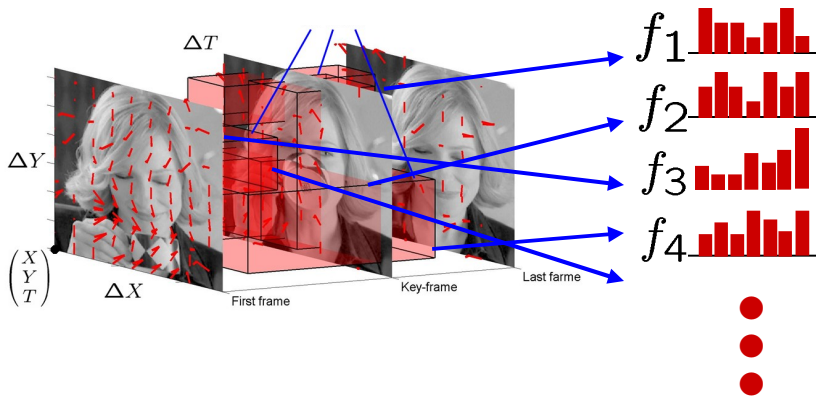 ΔT
ΔY
ΔX
(X
Y
T)
First frame
Key-frame
Last farme
f1
f2
f3
f4